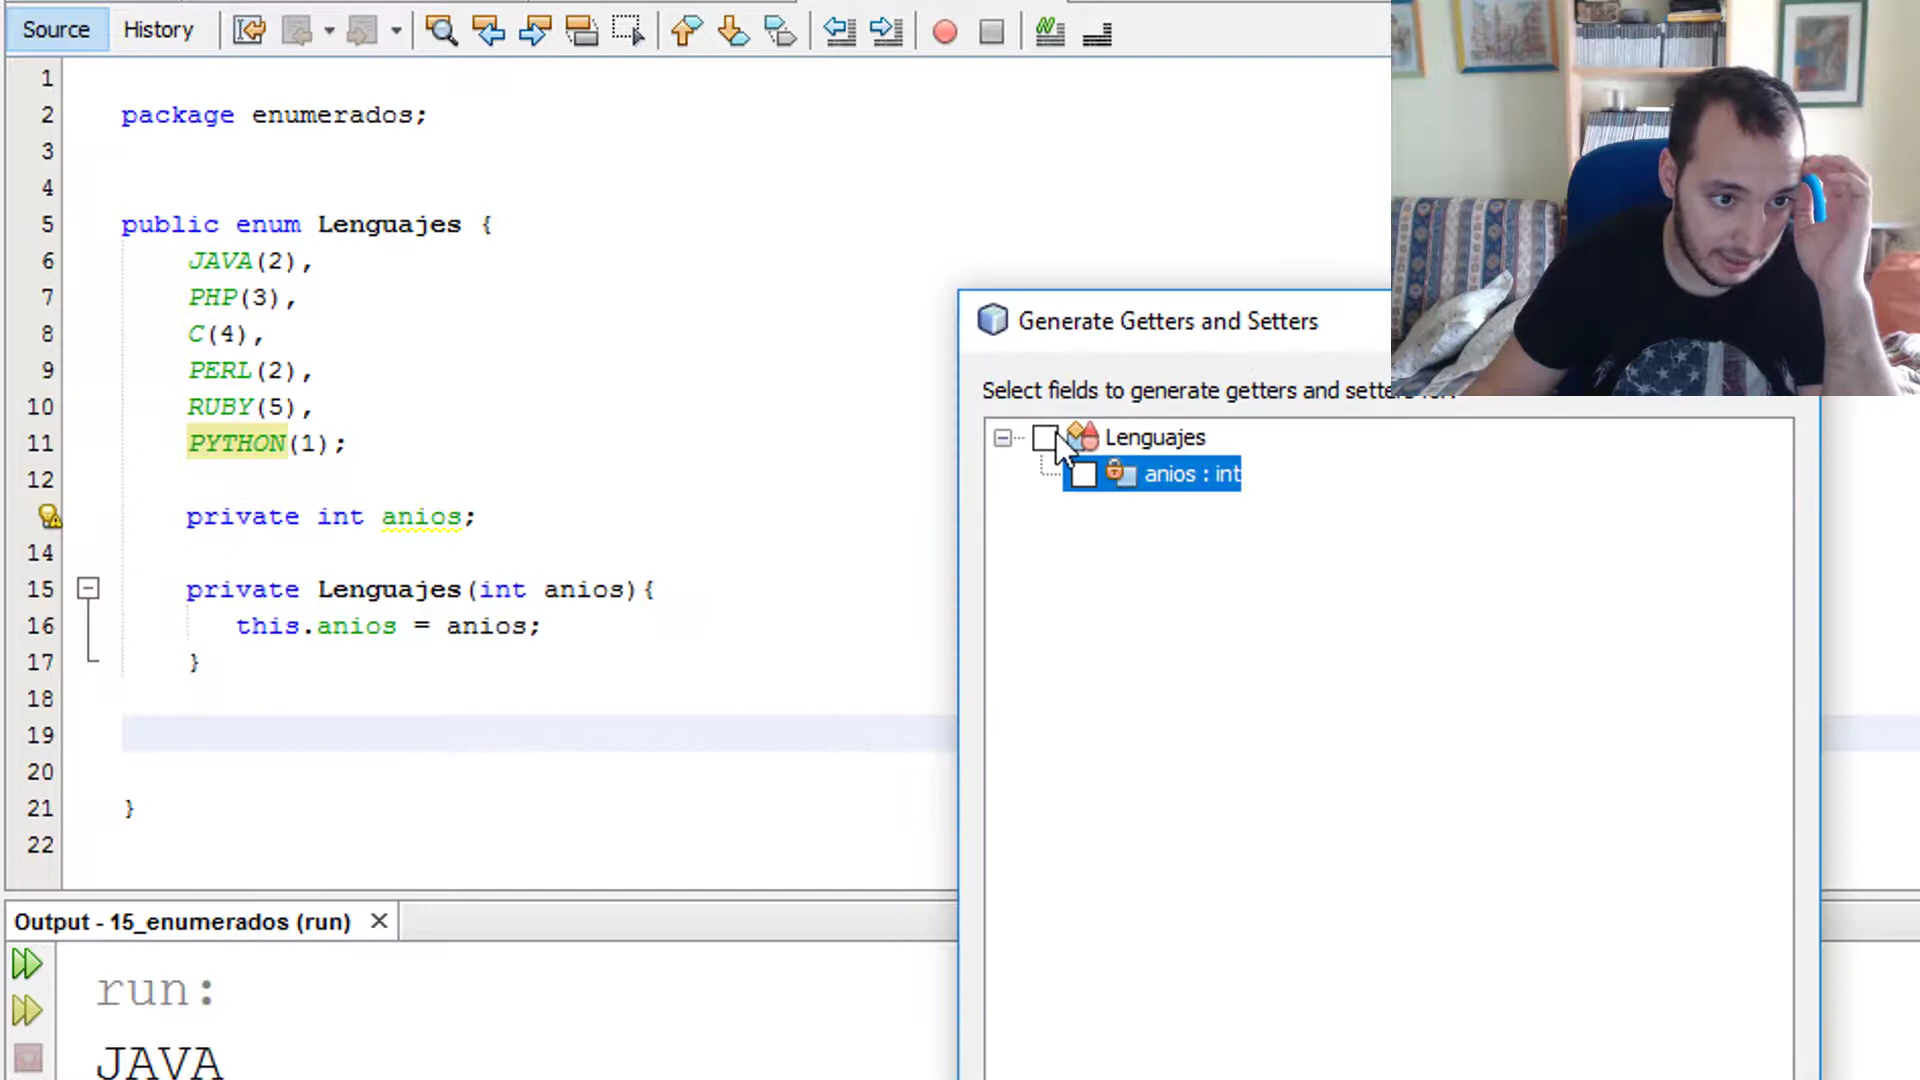 Source History
1
2 package enumerados;
3
4
5 public enum Lenguajes {
6 JAVA(2),
7 PHP(3),
8 C(4),
9 PERL(2),
10 RUBY(5),
11 PYTHON(1);
12
private int anios;
14
15 private Lenguajes(int anios){
16 this.anios = anios;
17 }
18
19
20
21 }
22
Generate Getters and Setters
Select fields to generate getters and setters for:
Lenguajes
anios : int
Output - 15_enumerados (run)
run:
JAVA